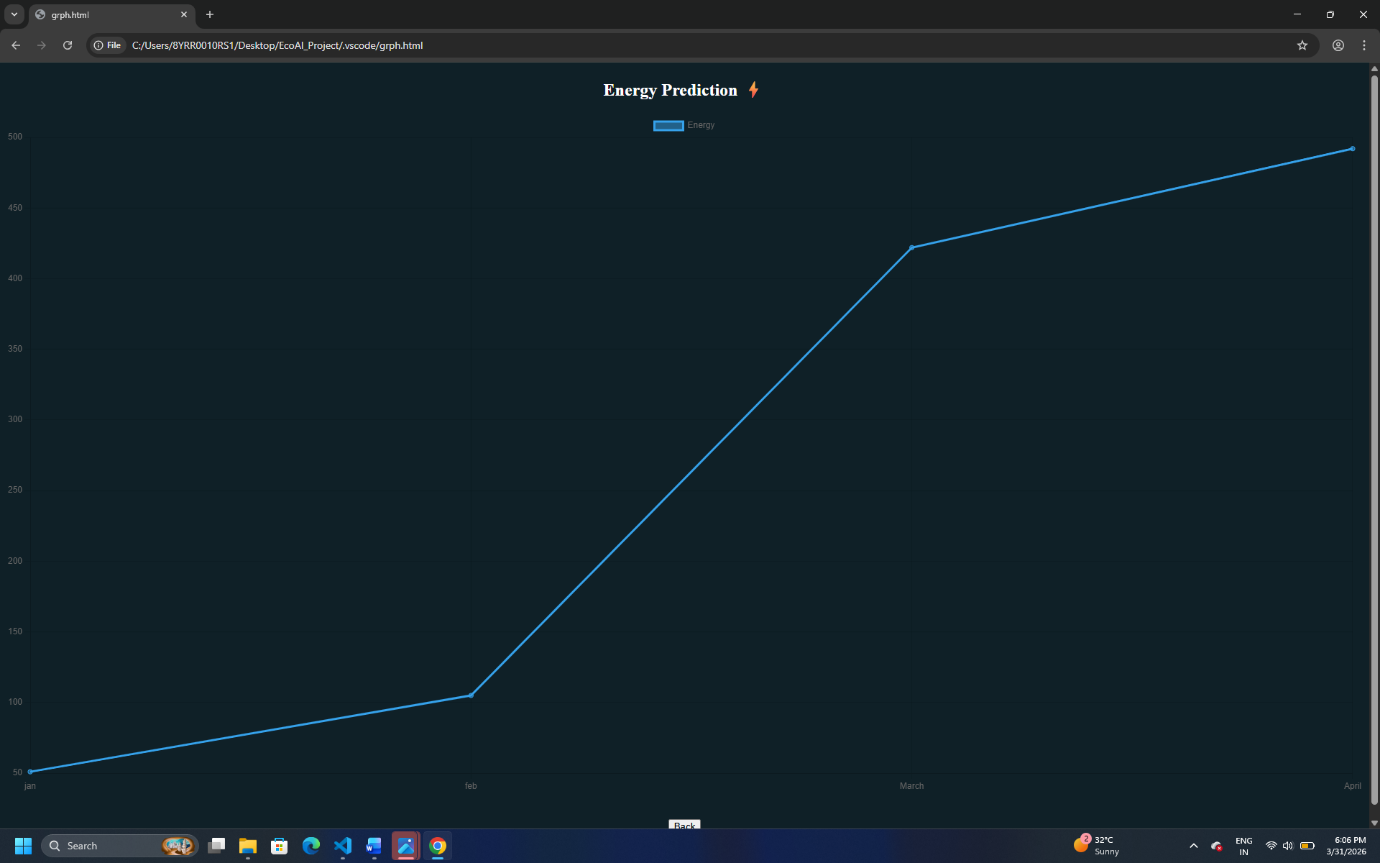 grph.html
File
C:/Users/8YRR0010RS1/Desktop/EcoAI_Project/.vscode/grph.html
Energy Prediction ⚡
Energy
500
450
400
350
300
250
200
150
100
50
jan
feb
March
April
Back
Search
2
32°C
Sunny
ENG
IN
6:06 PM
3/31/2026